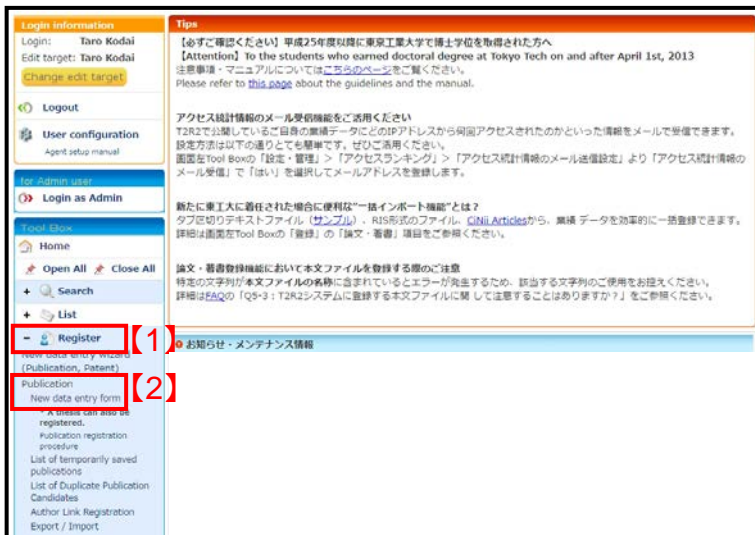 Login information
Login: Taro Kodai
Edit target: Taro Kodai
Change edit target
Logout
User configuration
Agent setup manual
for Admin user
Login as Admin
Tool Box
Home
Open All Close All
+ Search
+ List
- Register
【1】
New data entry wizard
(Publication, Patent)
Publication
【2】
New data entry form
* A thesis can also be
registered.
Publication registration
procedure
List of temporarily saved
publications
List of Duplicate Publication
Candidates
Author Link Registration
Export / Import
Tips
【必ずご確認ください】平成25年度以降に東京工業大学で博士学位を取得された方へ
【Attention】To the students who earned doctoral degree at Tokyo Tech on and after April 1st, 2013
注意事項・マニュアルについてはこちらのページをご覧ください。
Please refer to this page about the guidelines and the manual.
アクセス統計情報のメール受信機能をご活用ください
T2R2で公開しているご自身の業績データにどのIPアドレスから何回アクセスされたのかといった情報をメールで受信できます。
設定方法は以下の通りとても簡単です。ぜひご活用ください。
画面左Tool Boxの「設定・管理」>「アクセスランキング」>「アクセス統計情報のメール送信設定」より「アクセス統計情報の
メール受信」で「はい」を選択してメールアドレスを登録します。
新たに東工大に着任された場合に便利な"一括インポート機能"とは？
タブ区切りテキストファイル（サンプル）、RIS形式のファイル、CiNii Articlesから、業績 データを効率的に一括登録できます。
詳細は画面左Tool Boxの「登録」の「論文・著書」項目をご参照ください。
論文・著書登録機能において本文ファイルを登録する際のご注意
特定の文字列が本文ファイルの名称に含まれているとエラーが発生するため、該当する文字列のご使用をお控えください。
詳細はFAQの「Q5-3：T2R2システムに登録する本文ファイルに関 して注意することはありますか？」をご参照ください。
お知らせ・メンテナンス情報